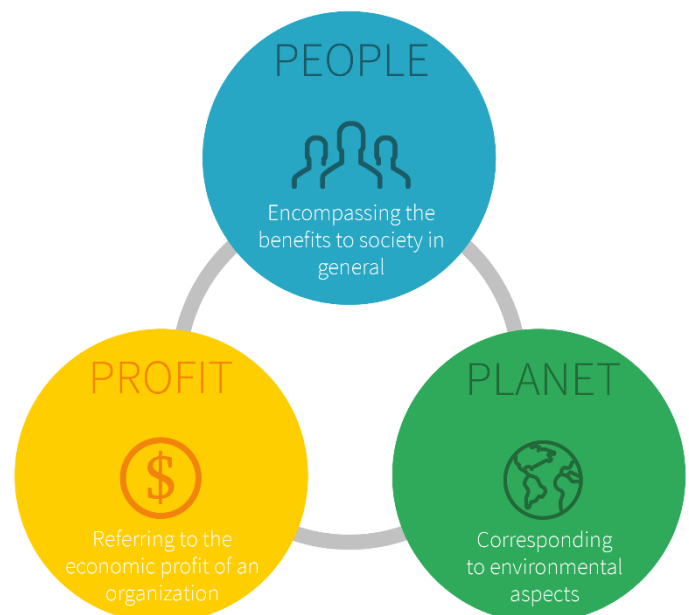 PEOPLE
Encompassing the
benefits to society in
general
PROFIT
$
Referring to the
economic profit of an
organization
PLANET
Corresponding
to environmental
aspects